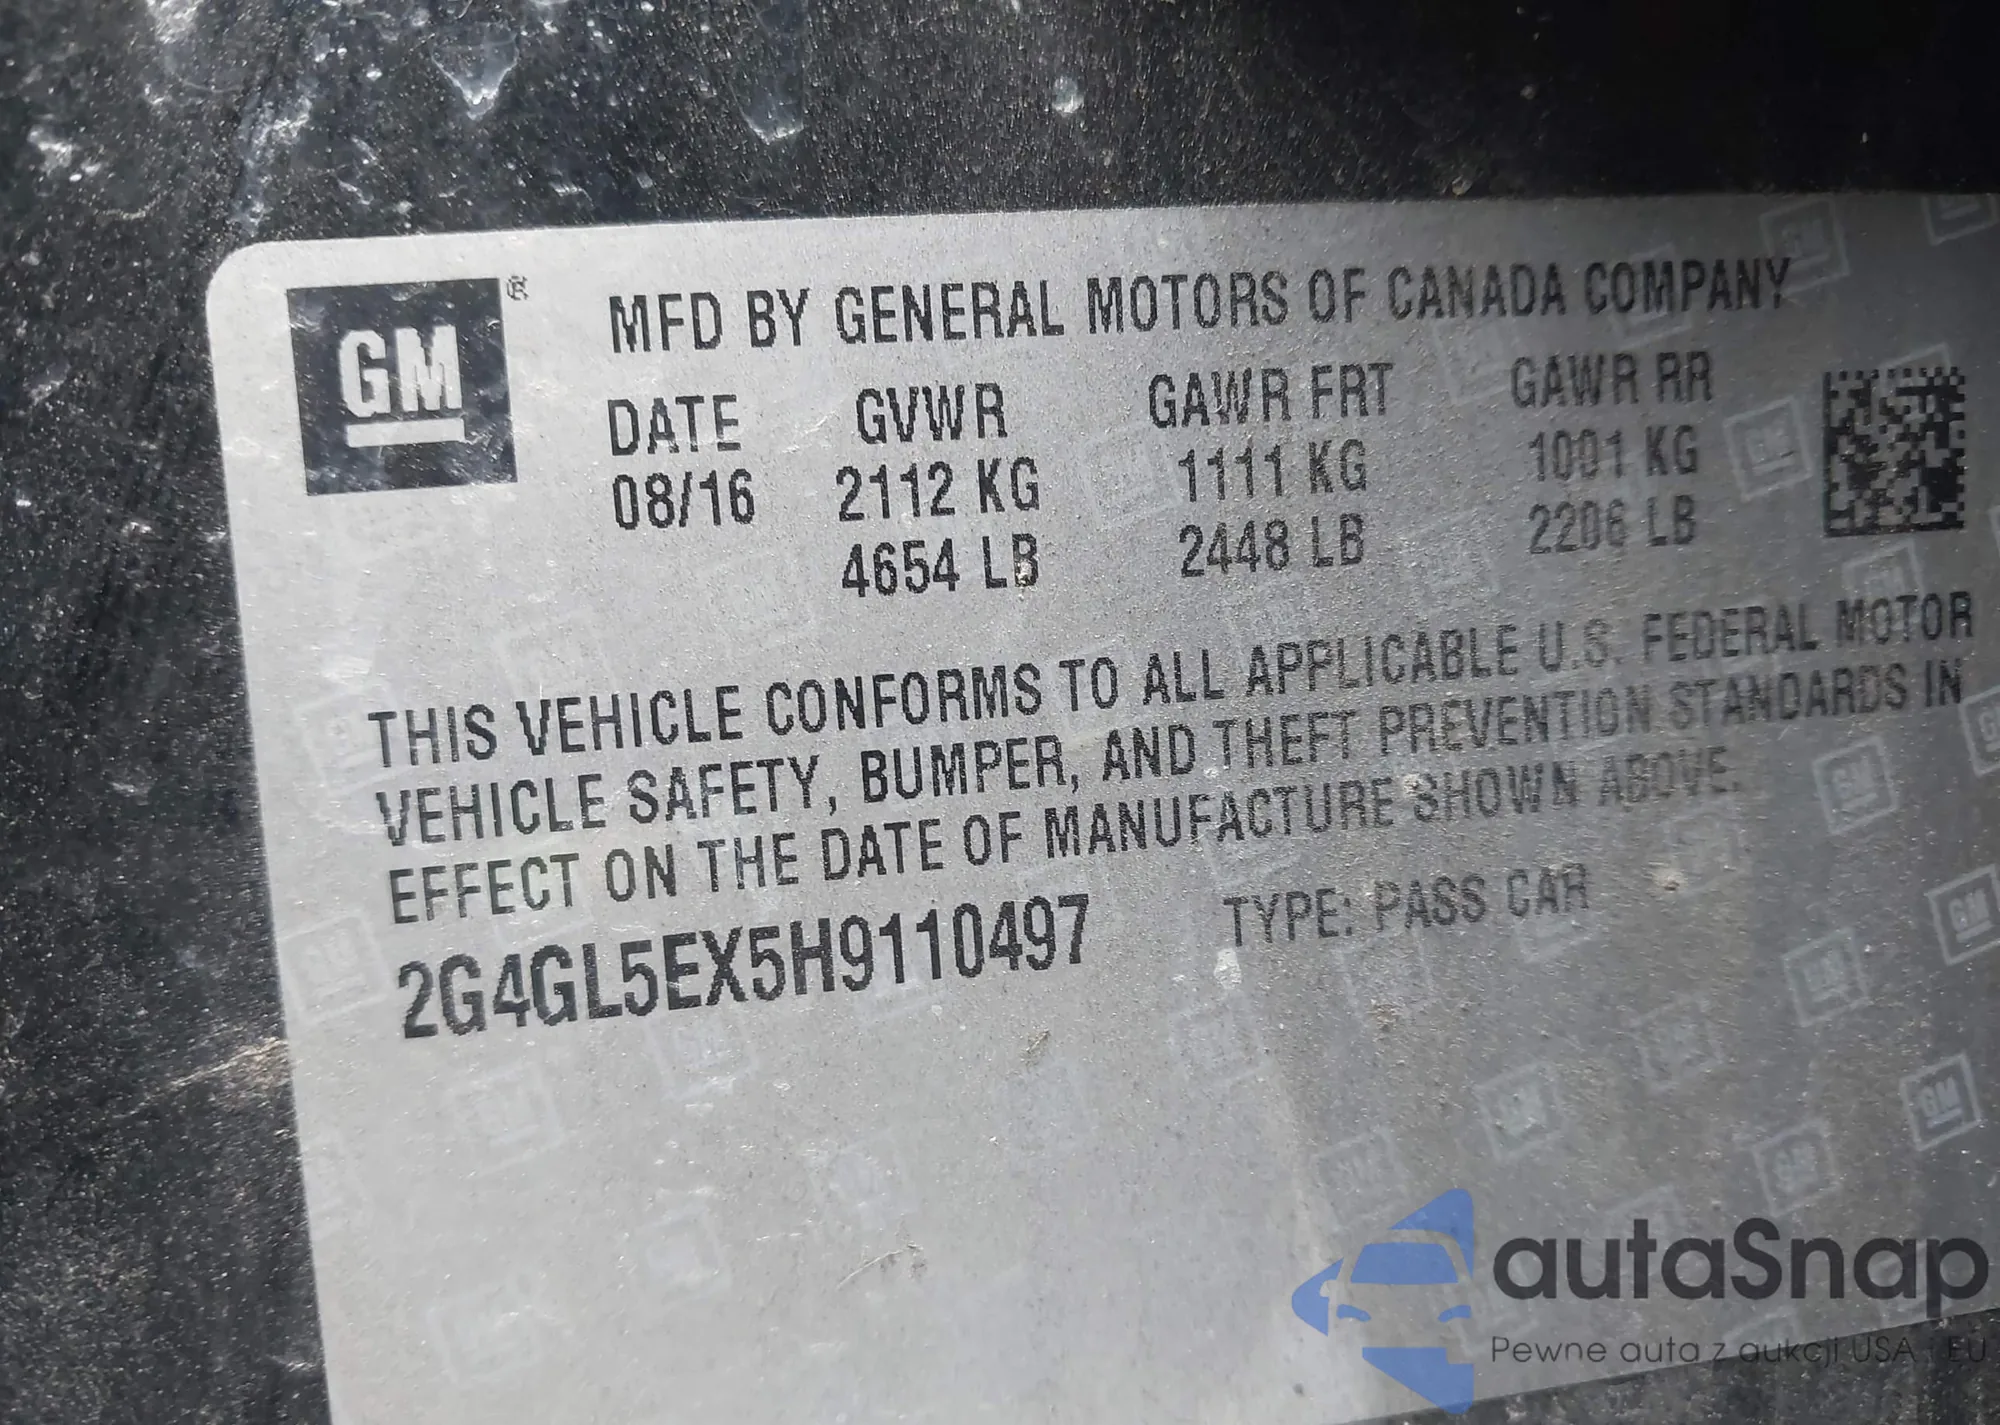 GM ®
MFD BY GENERAL MOTORS OF CANADA COMPANY
DATE GVWR GAWR FRT GAWR RR
08/16 2112 KG 1111 KG 1001 KG
4654 LB 2448 LB 2206 LB
THIS VEHICLE CONFORMS TO ALL APPLICABLE U.S. FEDERAL MOTOR
VEHICLE SAFETY, BUMPER, AND THEFT PREVENTION STANDARDS IN
EFFECT ON THE DATE OF MANUFACTURE SHOWN ABOVE.
2G4GL5EX5H9110497 TYPE: PASS CAR
autaSnap
Pewne auta z aukcji USA i EU